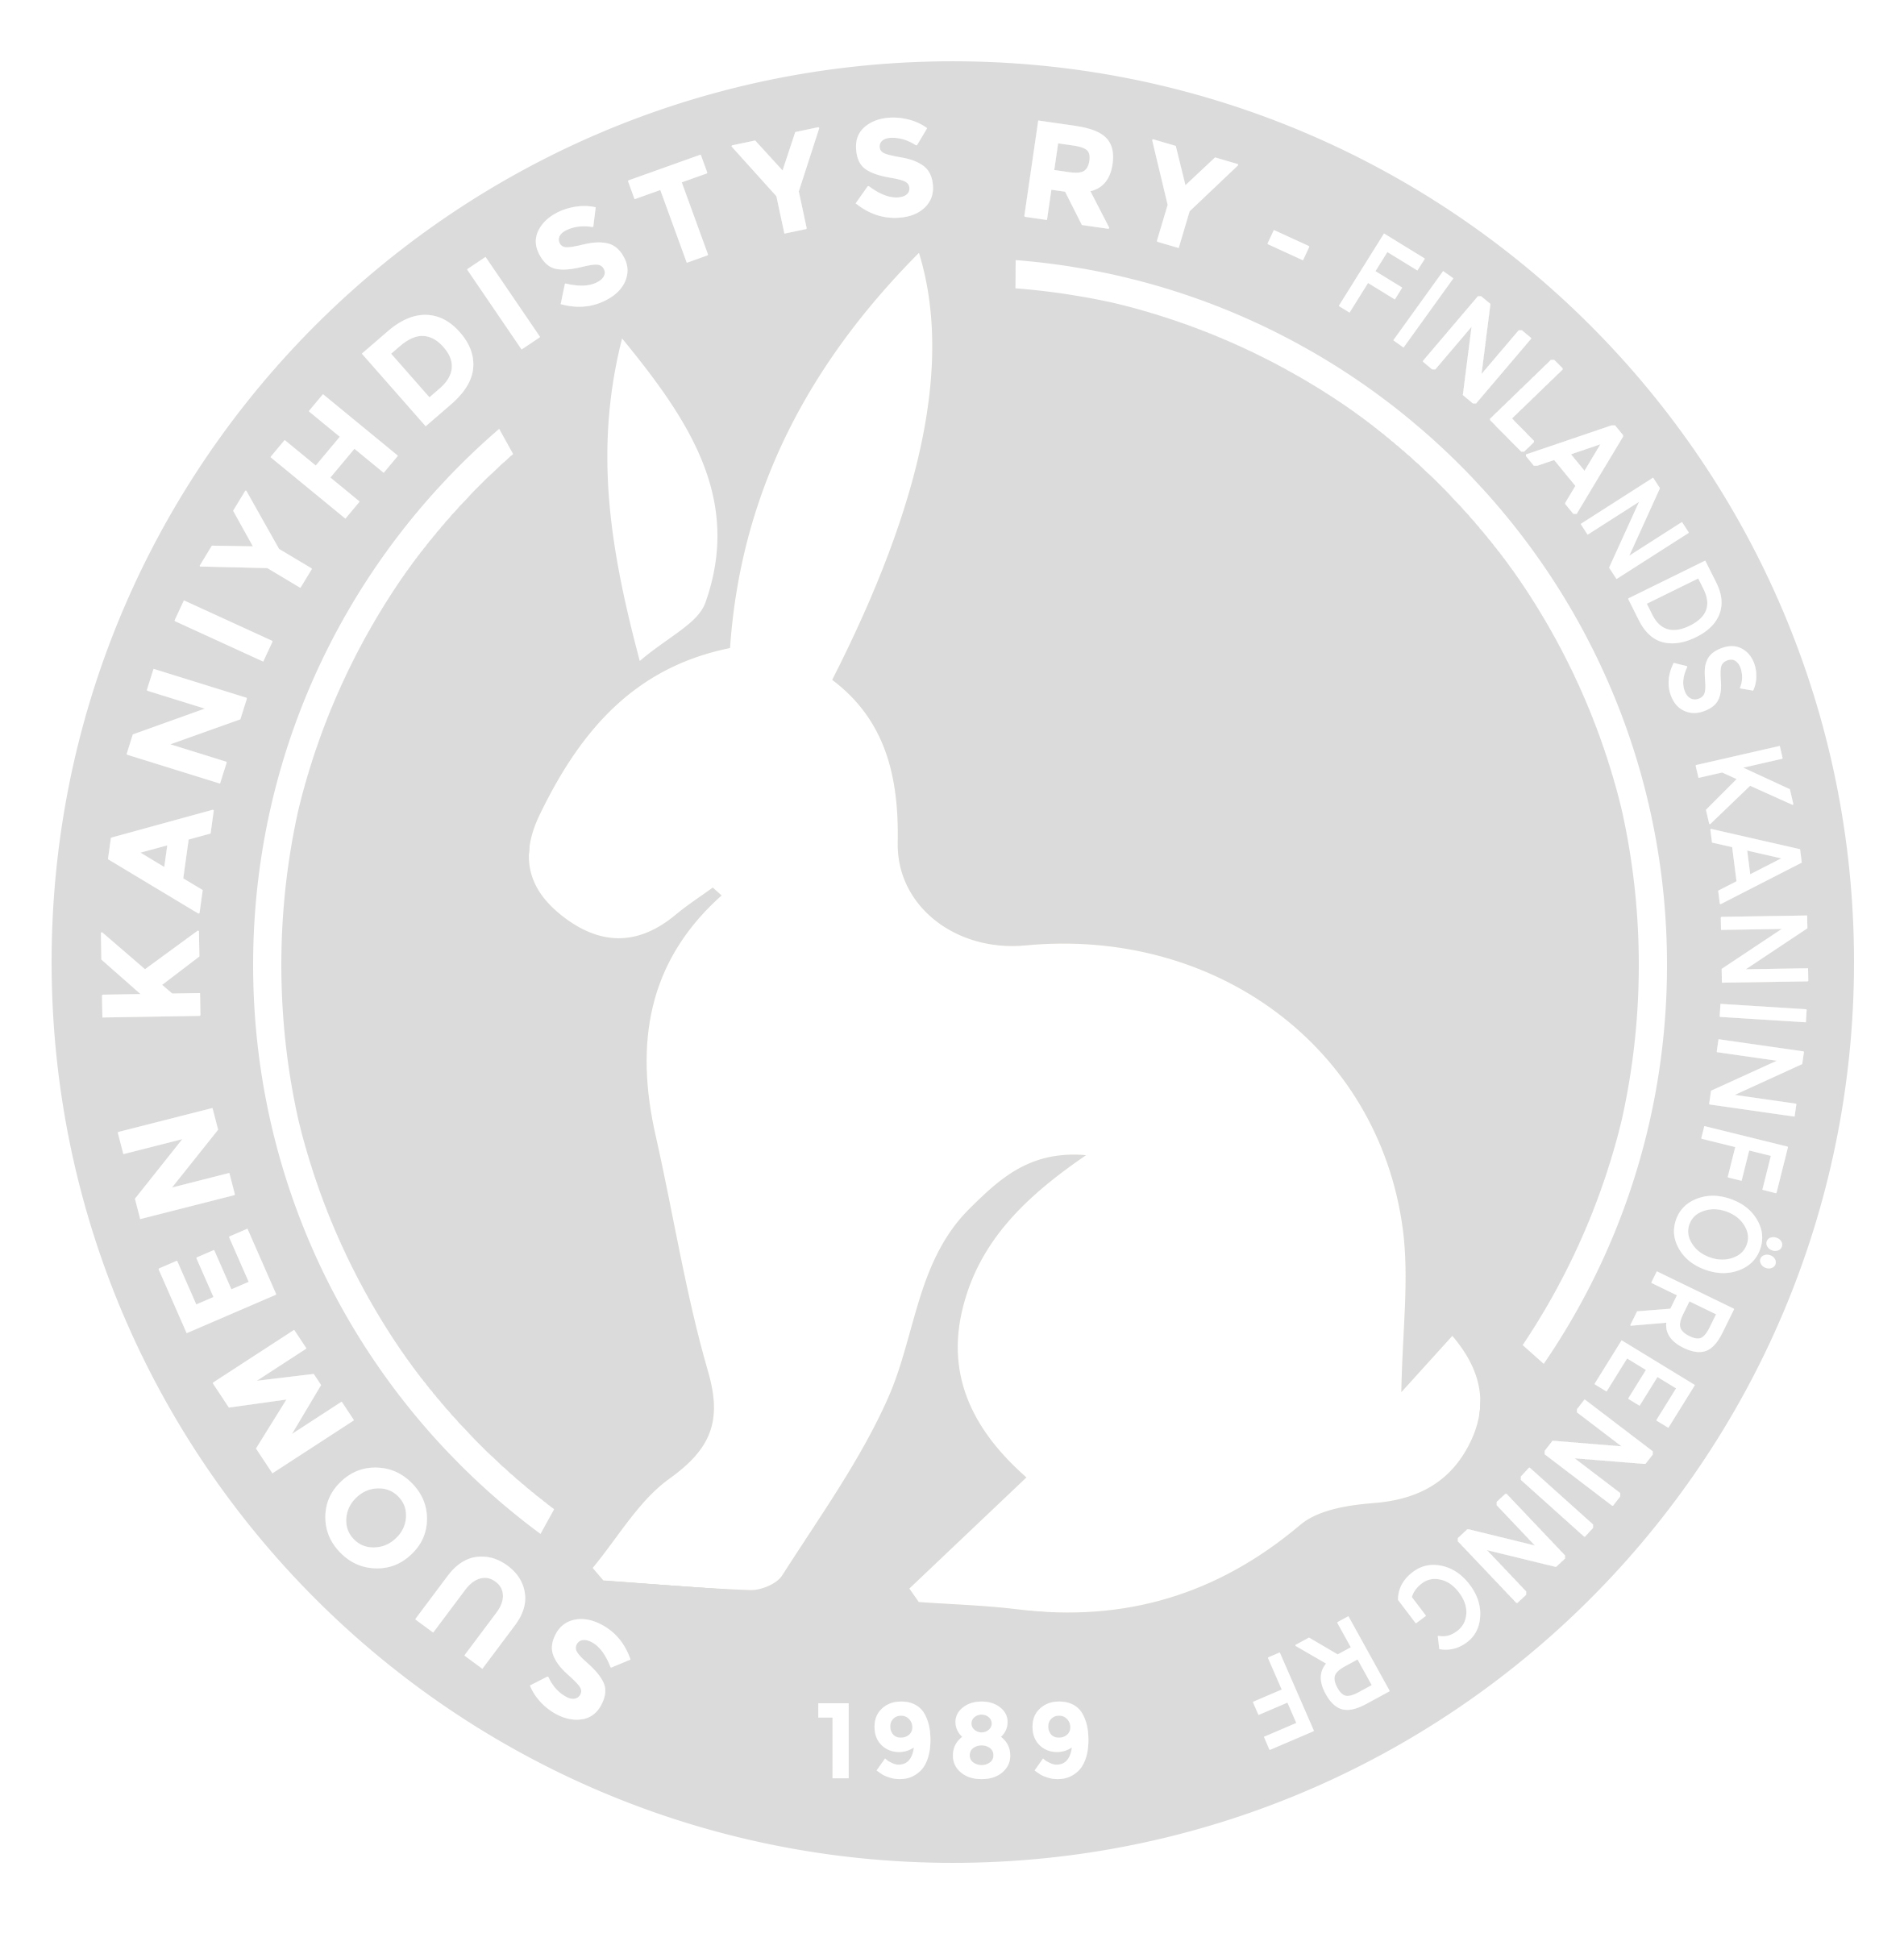 SUOMEN KANIYHDISTYS RY - FINLANDS KANINFÖRENING RF
1989